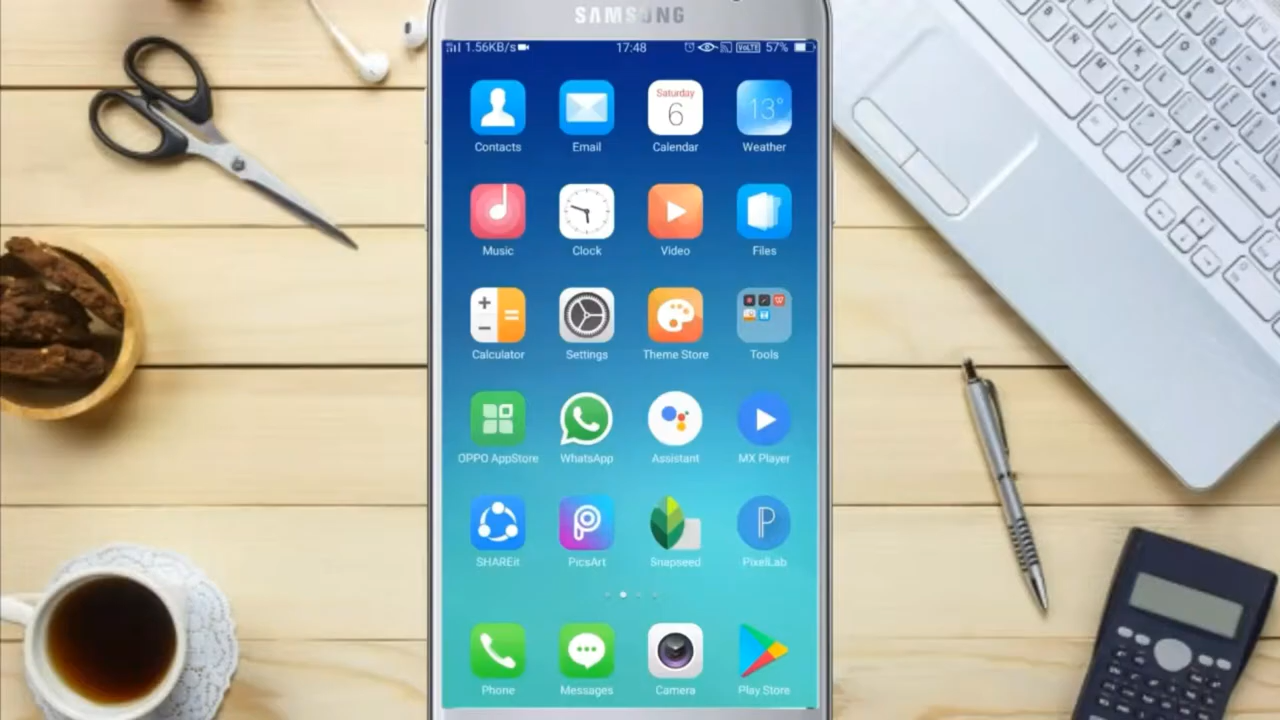 SAMSUNG
1.56KB/s 17:48 VoLTE 57%
Saturday
6
13°
Contacts Email Calendar Weather
Music Clock Video Files
Calculator Settings Theme Store Tools
OPPO AppStore WhatsApp Assistant MX Player
P
SHAREit PicsArt Snapseed PixelLab
Phone Messages Camera Play Store